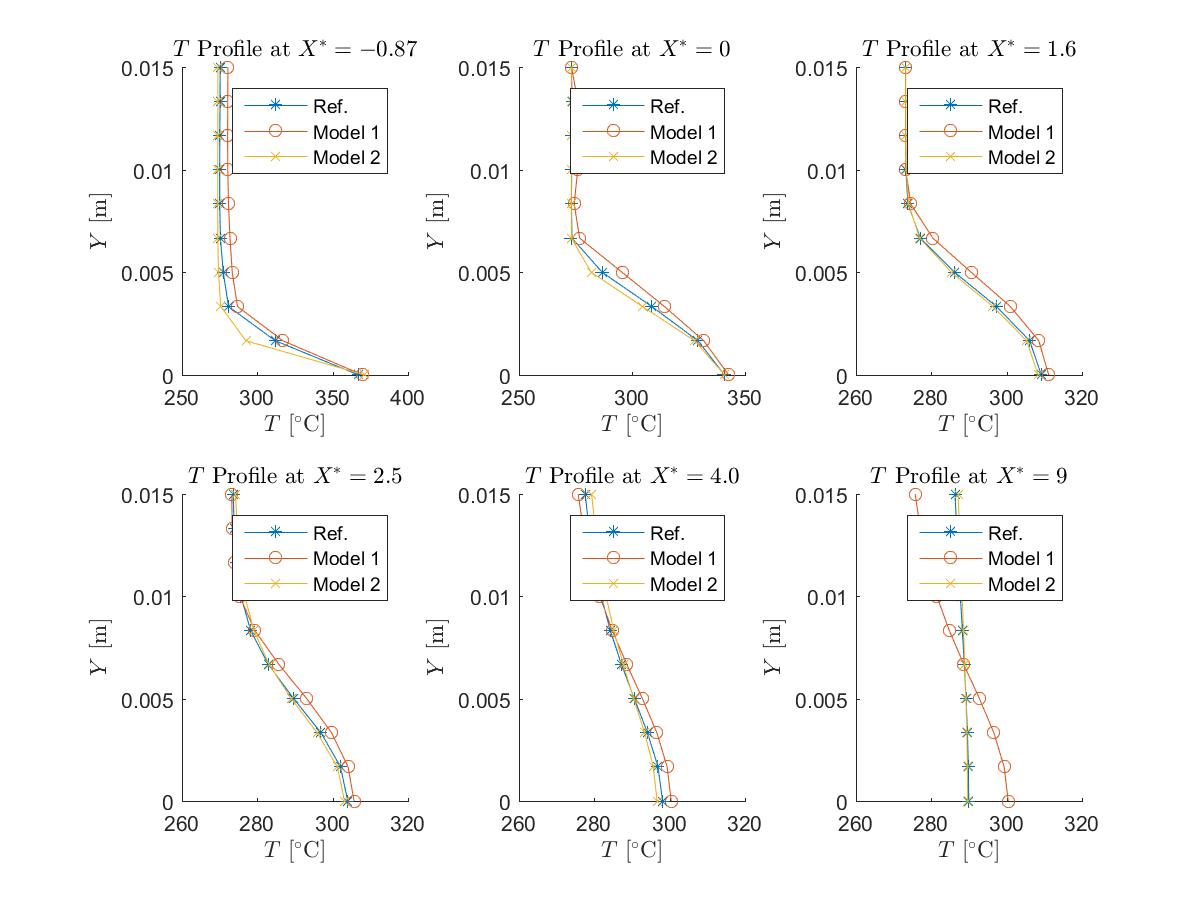 T Profile at X* = −0.87
0.015
0.01
0.005
0
Y [m]
250 300 350 400
T [°C]
Ref.
Model 1
Model 2
T Profile at X* = 0
0.015
0.01
0.005
0
Y [m]
250 300 350
T [°C]
Ref.
Model 1
Model 2
T Profile at X* = 1.6
0.015
0.01
0.005
0
Y [m]
260 280 300 320
T [°C]
Ref.
Model 1
Model 2
T Profile at X* = 2.5
0.015
0.01
0.005
0
Y [m]
260 280 300 320
T [°C]
Ref.
Model 1
Model 2
T Profile at X* = 4.0
0.015
0.01
0.005
0
Y [m]
260 280 300 320
T [°C]
Ref.
Model 1
Model 2
T Profile at X* = 9
0.015
0.01
0.005
0
Y [m]
260 280 300 320
T [°C]
Ref.
Model 1
Model 2